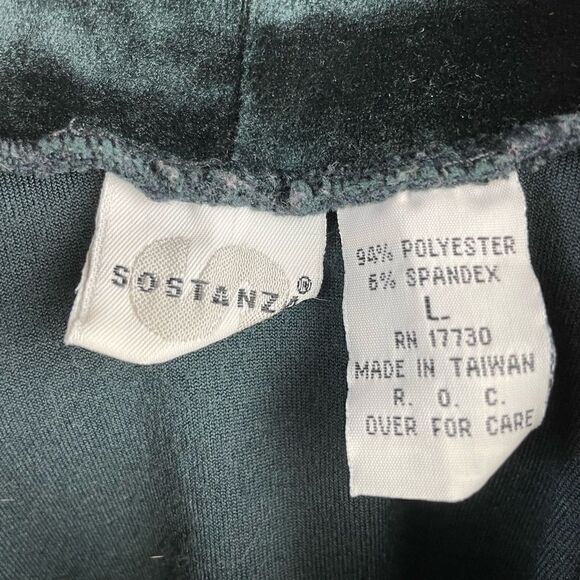 SOSTANZA®
94% POLYESTER
6% SPANDEX
L
RN 17730
MADE IN TAIWAN
R. O. C.
OVER FOR CARE